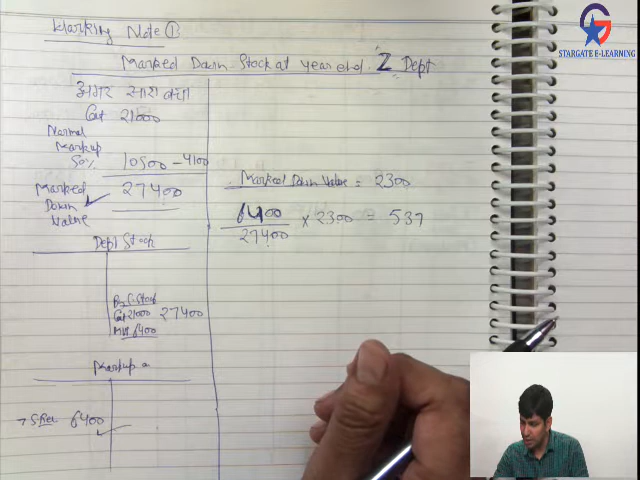 Working Note ①
Marked Down Stock at year end. Z Dept
अगर सारा बचा
Cost 21000
Normal
Markup
50% 10500 - 4100
Marked
Down
Value
27400
Marked Down Value = 2300
6400
27400
× 2300 = 537
Dept Stock
By C. Stock
Cost 21000 27400
MU 6400
Markup a
6400
STARGATE E-LEARNING